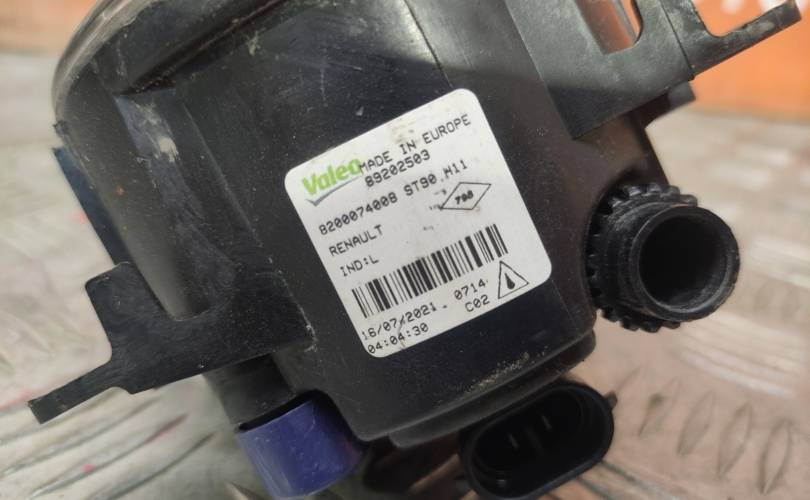 Valeo MADE IN EUROPE
89202503
8200074008 ST90 H11
RENAULT
IND:L
16/07/2021 - 0714
04:04:30 C02